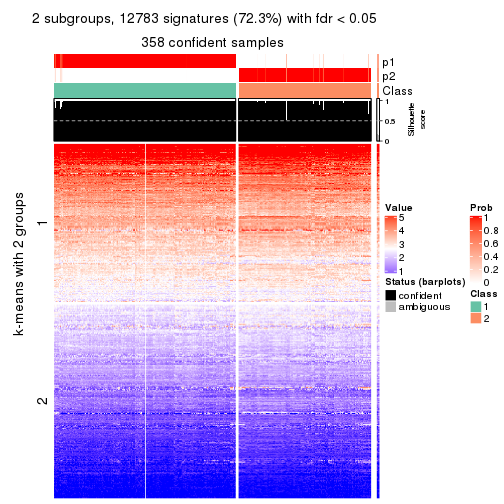 2 subgroups, 12783 signatures (72.3%) with fdr < 0.05
358 confident samples
p1
p2
Class
1
0.5
0
Silhouette
score
k-means with 2 groups
1
2
Value
5
4
3
2
1
Status (barplots)
confident
ambiguous
Prob
1
0.8
0.6
0.4
0.2
0
Class
1
2